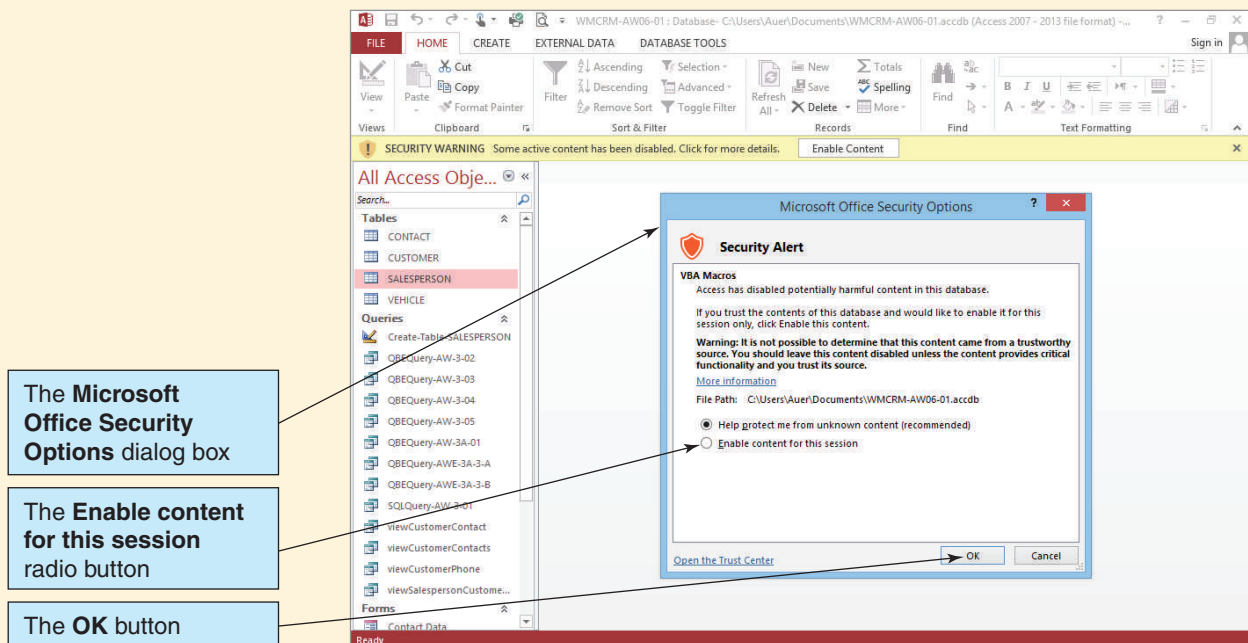 WMCRM-AW06-01 : Database- C:\Users\Auer\Documents\WMCRM-AW06-01.accdb (Access 2007 - 2013 file format) -...
FILE HOME CREATE EXTERNAL DATA DATABASE TOOLS Sign in
View
Paste
Cut
Copy
Format Painter
Filter
Ascending
Descending
Remove Sort
Selection
Advanced
Toggle Filter
Refresh
All
New
Save
Delete
Totals
Spelling
More
Find
B I U
A
Views Clipboard Sort & Filter Records Find Text Formatting
SECURITY WARNING Some active content has been disabled. Click for more details. Enable Content
All Access Obje...
Search...
Tables
CONTACT
CUSTOMER
SALESPERSON
VEHICLE
Queries
Create-Table-SALESPERSON
QBEQuery-AW-3-02
QBEQuery-AW-3-03
QBEQuery-AW-3-04
QBEQuery-AW-3-05
QBEQuery-AW-3A-01
QBEQuery-AWE-3A-3-A
QBEQuery-AWE-3A-3-B
SQLQuery-AW-3-01
viewCustomerContact
viewCustomerContacts
viewCustomerPhone
viewSalespersonCustome...
Forms
Contact Data
Ready
Microsoft Office Security Options
Security Alert
VBA Macros
Access has disabled potentially harmful content in this database.
If you trust the contents of this database and would like to enable it for this
session only, click Enable this content.
Warning: It is not possible to determine that this content came from a trustworthy
source. You should leave this content disabled unless the content provides critical
functionality and you trust its source.
More information
File Path: C:\Users\Auer\Documents\WMCRM-AW06-01.accdb
Help protect me from unknown content (recommended)
Enable content for this session
Open the Trust Center
OK Cancel
The Microsoft
Office Security
Options dialog box
The Enable content
for this session
radio button
The OK button